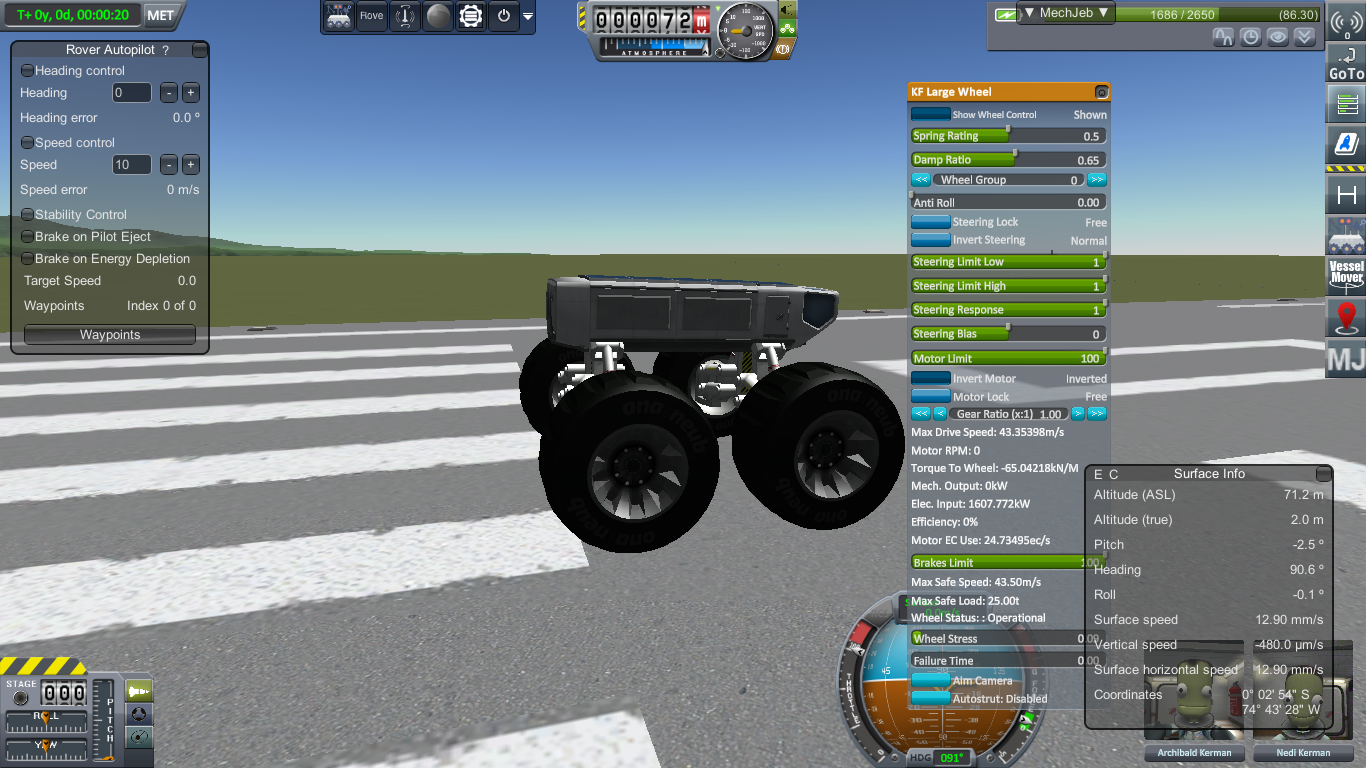 T+ 0y, 0d, 00:00:20 MET
Rove
000072 m
ATMOSPHERE
▼ MechJeb ▼
1686 / 2650 (86.30)
0
GoTo
Vessel Mover
MJ
Rover Autopilot ?
Heading control
Heading 0 - +
Heading error 0.0 º
Speed control
Speed 10 - +
Speed error 0 m/s
Stability Control
Brake on Pilot Eject
Brake on Energy Depletion
Target Speed 0.0
Waypoints Index 0 of 0
Waypoints
KF Large Wheel
Show Wheel Control Shown
Spring Rating 0.5
Damp Ratio 0.65
<< Wheel Group 0 >>
Anti Roll 0.00
Steering Lock Free
Invert Steering Normal
Steering Limit Low 1
Steering Limit High 1
Steering Response 1
Steering Bias 0
Motor Limit 100
Invert Motor Inverted
Motor Lock Free
<< < Gear Ratio (x:1) 1.00 > >>
Max Drive Speed: 43.35398m/s
Motor RPM: 0
Torque To Wheel: -65.04218kN/M
Mech. Output: 0kW
Elec. Input: 1607.772kW
Efficiency: 0%
Motor EC Use: 24.73495ec/s
Brakes Limit 100
Max Safe Speed: 43.50m/s
Max Safe Load: 25.00t
Wheel Status: : Operational
Wheel Stress 0.00
Failure Time 0.00
Aim Camera
Autostrut: Disabled
E C Surface Info
Altitude (ASL) 71.2 m
Altitude (true) 2.0 m
Pitch -2.5 º
Heading 90.6 º
Roll -0.1 º
Surface speed 12.90 mm/s
Vertical speed -480.0 µm/s
Surface horizontal speed 12.90 mm/s
Coordinates 0° 02' 54" S
74° 43' 28" W
Archibald Kerman Nedi Kerman
STAGE 000
ROLL
YAW
PITCH
THROTTLE
45
HDG 091°